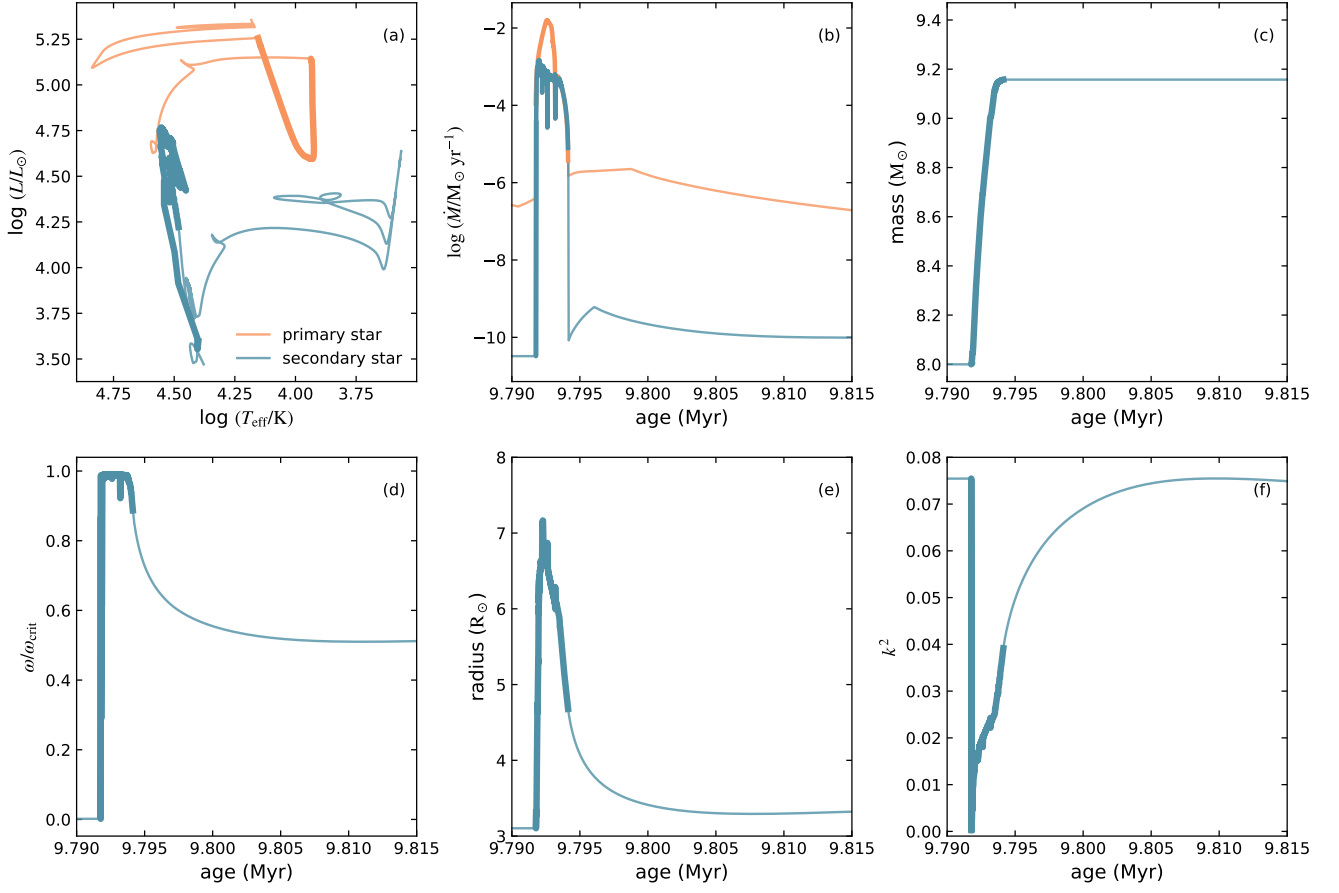 (a)
5.25
5.00
4.75
4.50
4.25
4.00
3.75
3.50
log (L/L⊙)
primary star
secondary star
4.75 4.50 4.25 4.00 3.75
log (Teff/K)
(b)
−2
−4
−6
−8
−10
log (Ṁ/M⊙ yr⁻¹)
9.790 9.795 9.800 9.805 9.810 9.815
age (Myr)
(c)
9.4
9.2
9.0
8.8
8.6
8.4
8.2
8.0
mass (M⊙)
9.790 9.795 9.800 9.805 9.810 9.815
age (Myr)
(d)
1.0
0.8
0.6
0.4
0.2
0.0
ω/ωcrit
9.790 9.795 9.800 9.805 9.810 9.815
age (Myr)
(e)
8
7
6
5
4
3
radius (R⊙)
9.790 9.795 9.800 9.805 9.810 9.815
age (Myr)
(f)
0.08
0.07
0.06
0.05
0.04
0.03
0.02
0.01
0.00
k²
9.790 9.795 9.800 9.805 9.810 9.815
age (Myr)